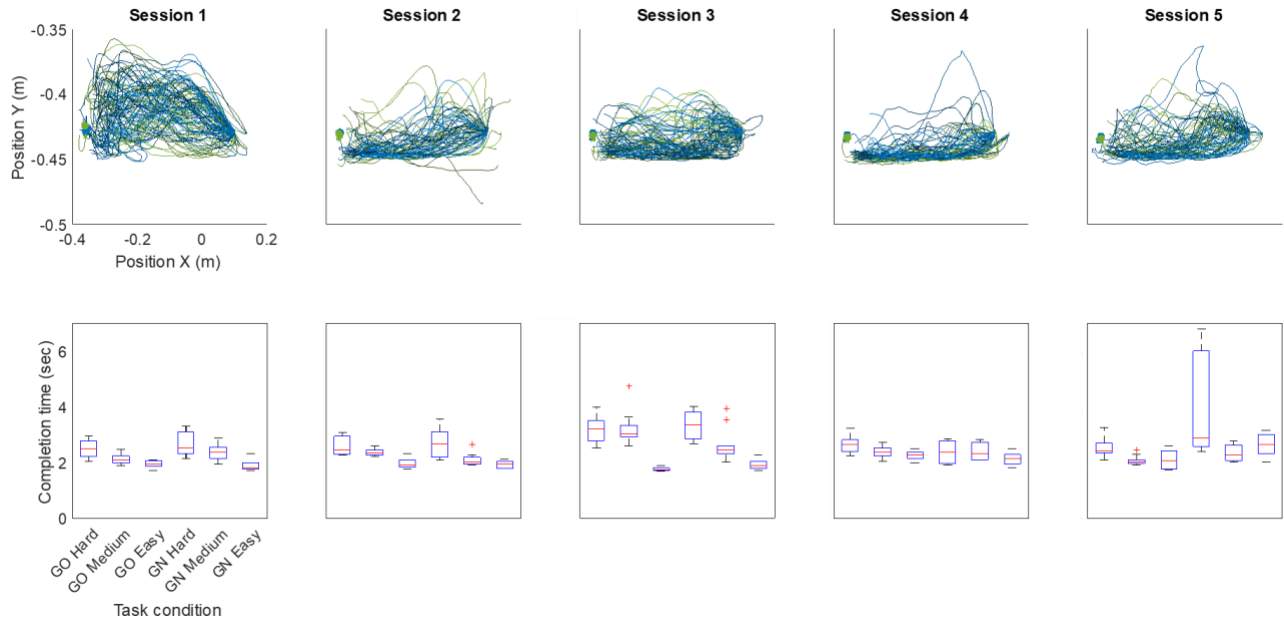 Session 1
Session 2
Session 3
Session 4
Session 5
-0.35
-0.4
-0.45
-0.5
Position Y (m)
-0.4
-0.2
0
0.2
Position X (m)
6
4
2
0
Completion time (sec)
GO Hard
GO Medium
GO Easy
GN Hard
GN Medium
GN Easy
Task condition